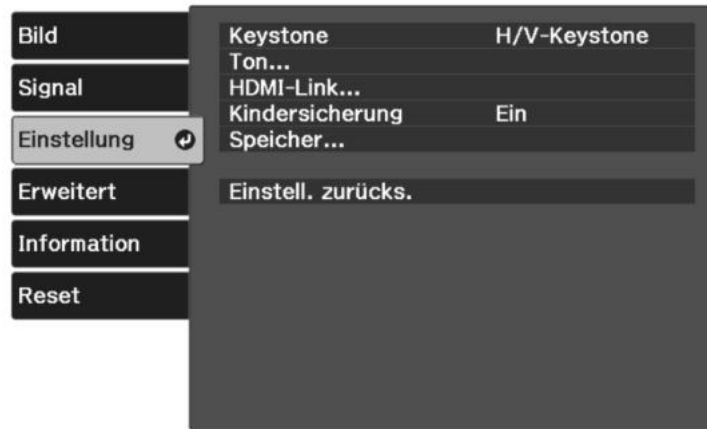 Bild
Signal
Einstellung
Erweitert
Information
Reset
Keystone H/V-Keystone
Ton...
HDMI-Link...
Kindersicherung Ein
Speicher...
Einstell. zurücks.